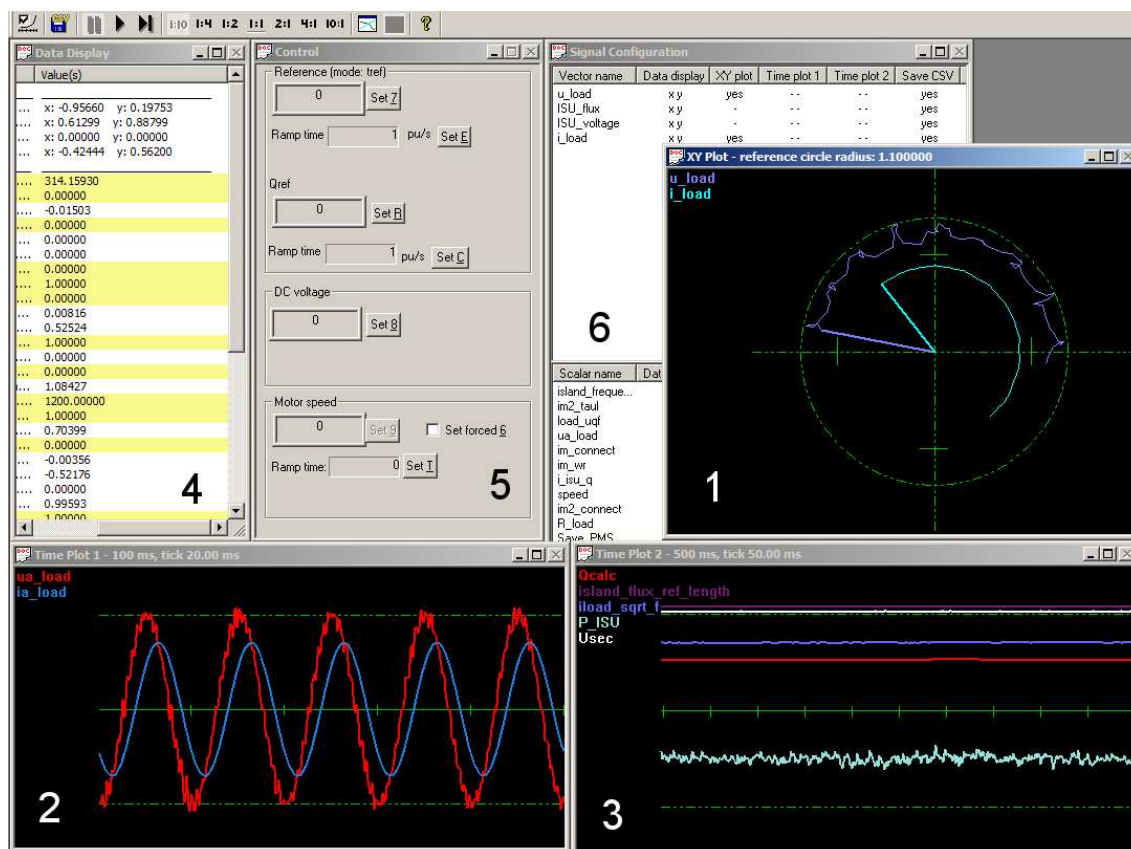 1:10 1:4 1:2 1:1 2:1 4:1 10:1
Data Display
Value(s)
x: -0.95660 y: 0.19753
x: 0.61299 y: 0.88799
x: 0.00000 y: 0.00000
x: -0.42444 y: 0.56200
314.15930
0.00000
-0.01503
0.00000
0.00000
0.00000
0.00000
1.00000
0.00000
0.00816
0.52524
1.00000
0.00000
0.00000
1.08427
1200.00000
1.00000
0.70399
0.00000
-0.00356
-0.52176
0.00000
0.99593
1.00000
4
Control
Reference (mode: tref)
0 Set 7
Ramp time 1 pu/s Set E
Qref
0 Set R
Ramp time 1 pu/s Set C
DC voltage
0 Set 8
Motor speed
0 Set 9 Set forced 6
Ramp time: 0 Set T
5
Signal Configuration
Vector name Data display XY plot Time plot 1 Time plot 2 Save CSV
u_load x y yes - - - - yes
ISU_flux x y - - - - - yes
ISU_voltage x y - - - - - yes
i_load x y yes - - - - yes
6
Scalar name Dat
island_freque...
im2_taul
load_uqf
ua_load
im_connect
im_wr
i_isu_q
speed
im2_connect
R_load
Save_PMS
XY Plot - reference circle radius: 1.100000
u_load
i_load
1
Time Plot 1 - 100 ms, tick 20.00 ms
ua_load
ia_load
2
Time Plot 2 - 500 ms, tick 50.00 ms
Qcalc
island_flux_ref_length
iload_sqrt_f
P_ISU
Usec
3